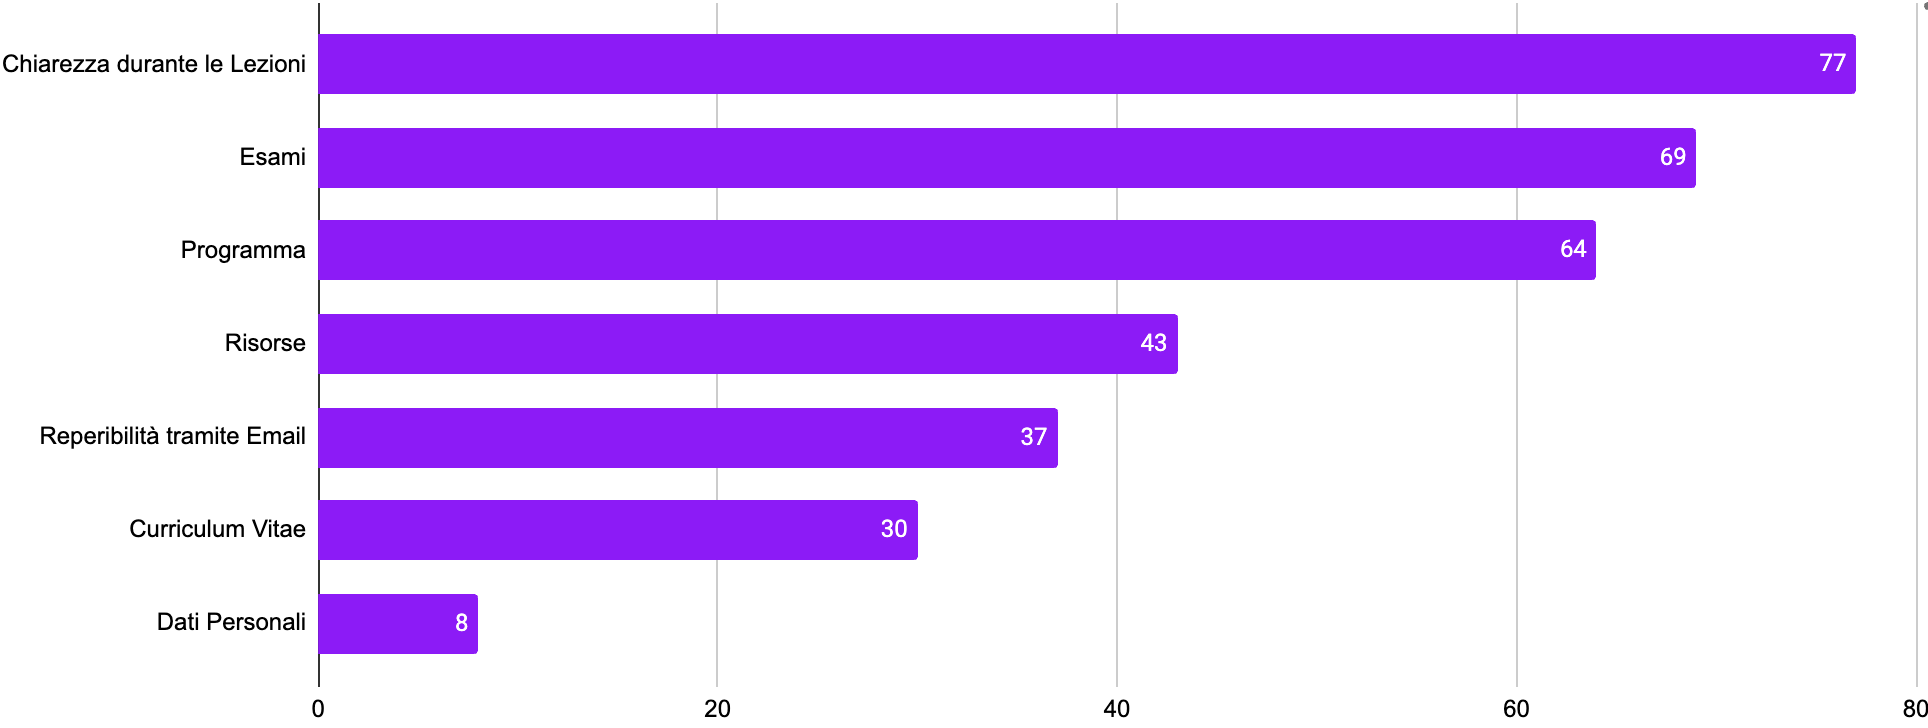 Chiarezza durante le Lezioni 77
Esami 69
Programma 64
Risorse 43
Reperibilità tramite Email 37
Curriculum Vitae 30
Dati Personali 8
0 20 40 60 80